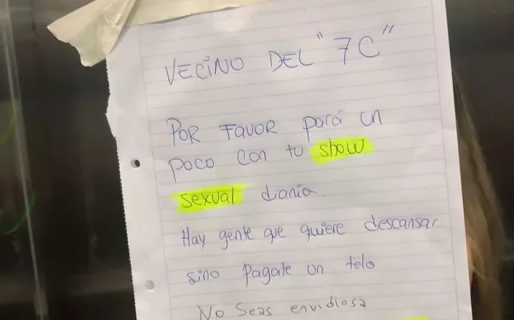 VECINO DEL "7C"
POR FAVOR pará un
poco con tu show
sexual diario
Hay gente que quiere descansar
sino pagate un telo
No seas envidiosa